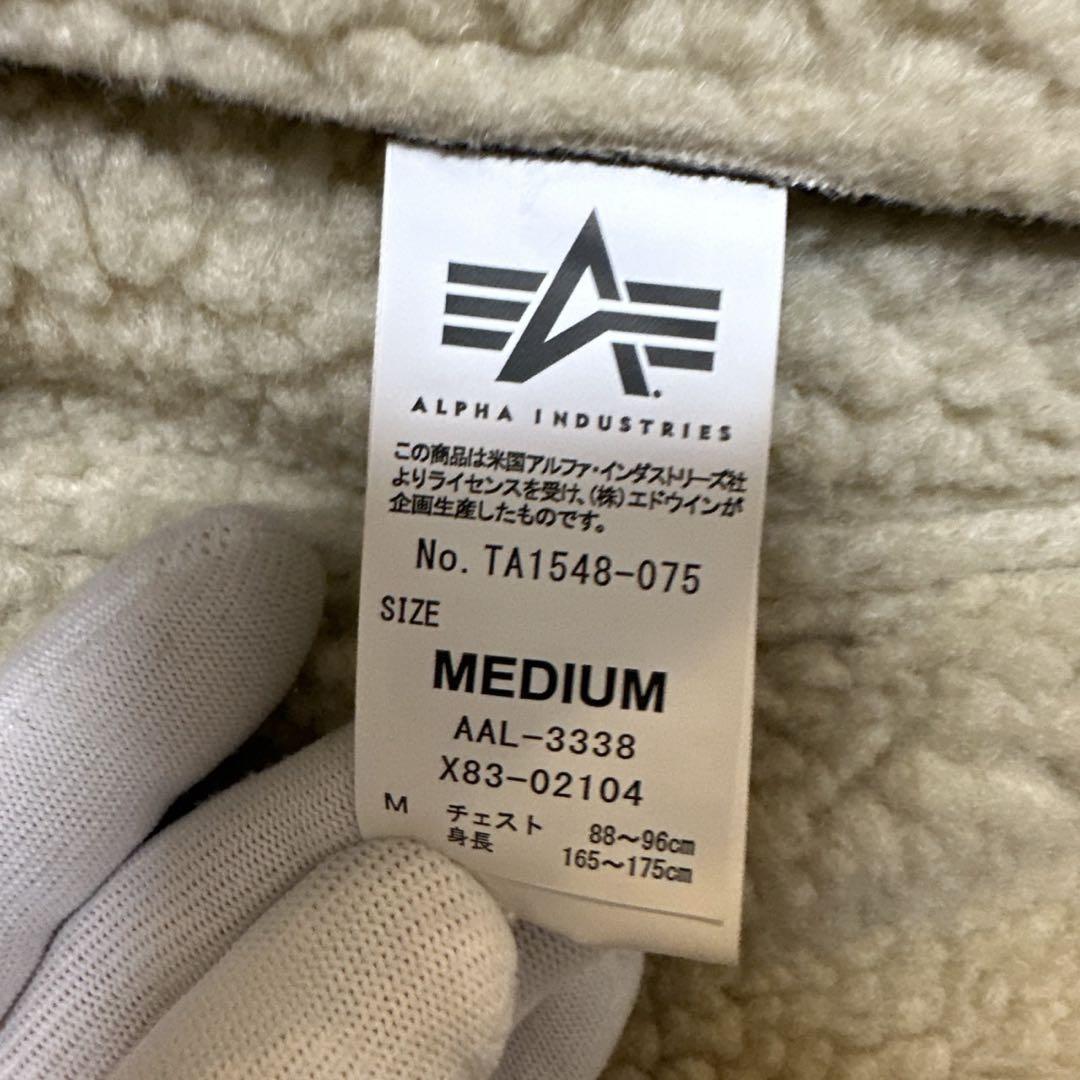 ALPHA INDUSTRIES
この商品は米国アルファ・インダストリーズ社
よりライセンスを受け、(株)エドウインが
企画生産したものです。
No. TA1548-075
SIZE
MEDIUM
AAL-3338
X83-02104
M チェスト 88～96cm
身長 165～175cm